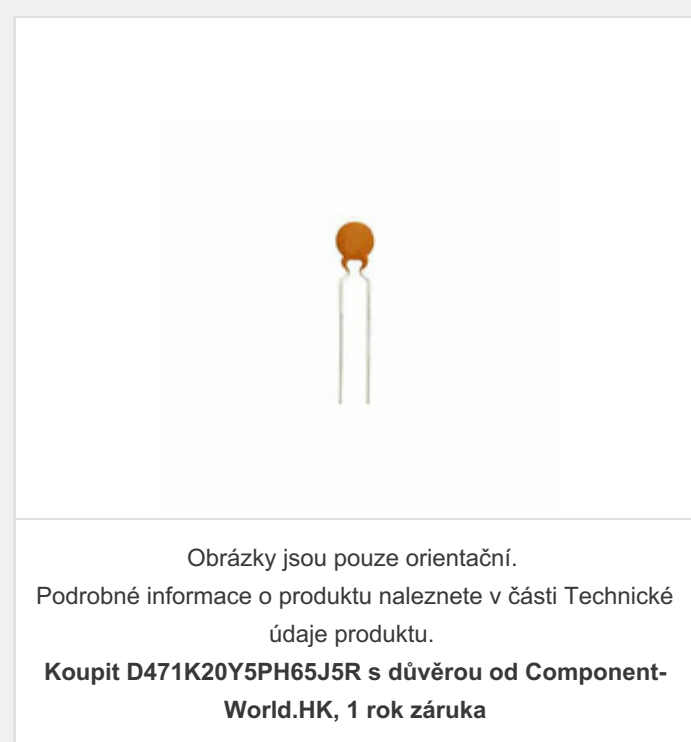 Obrázky jsou pouze orientační.
Podrobné informace o produktu naleznete v části Technické
údaje produktu.
Koupit D471K20Y5PH65J5R s důvěrou od Component-
World.HK, 1 rok záruka